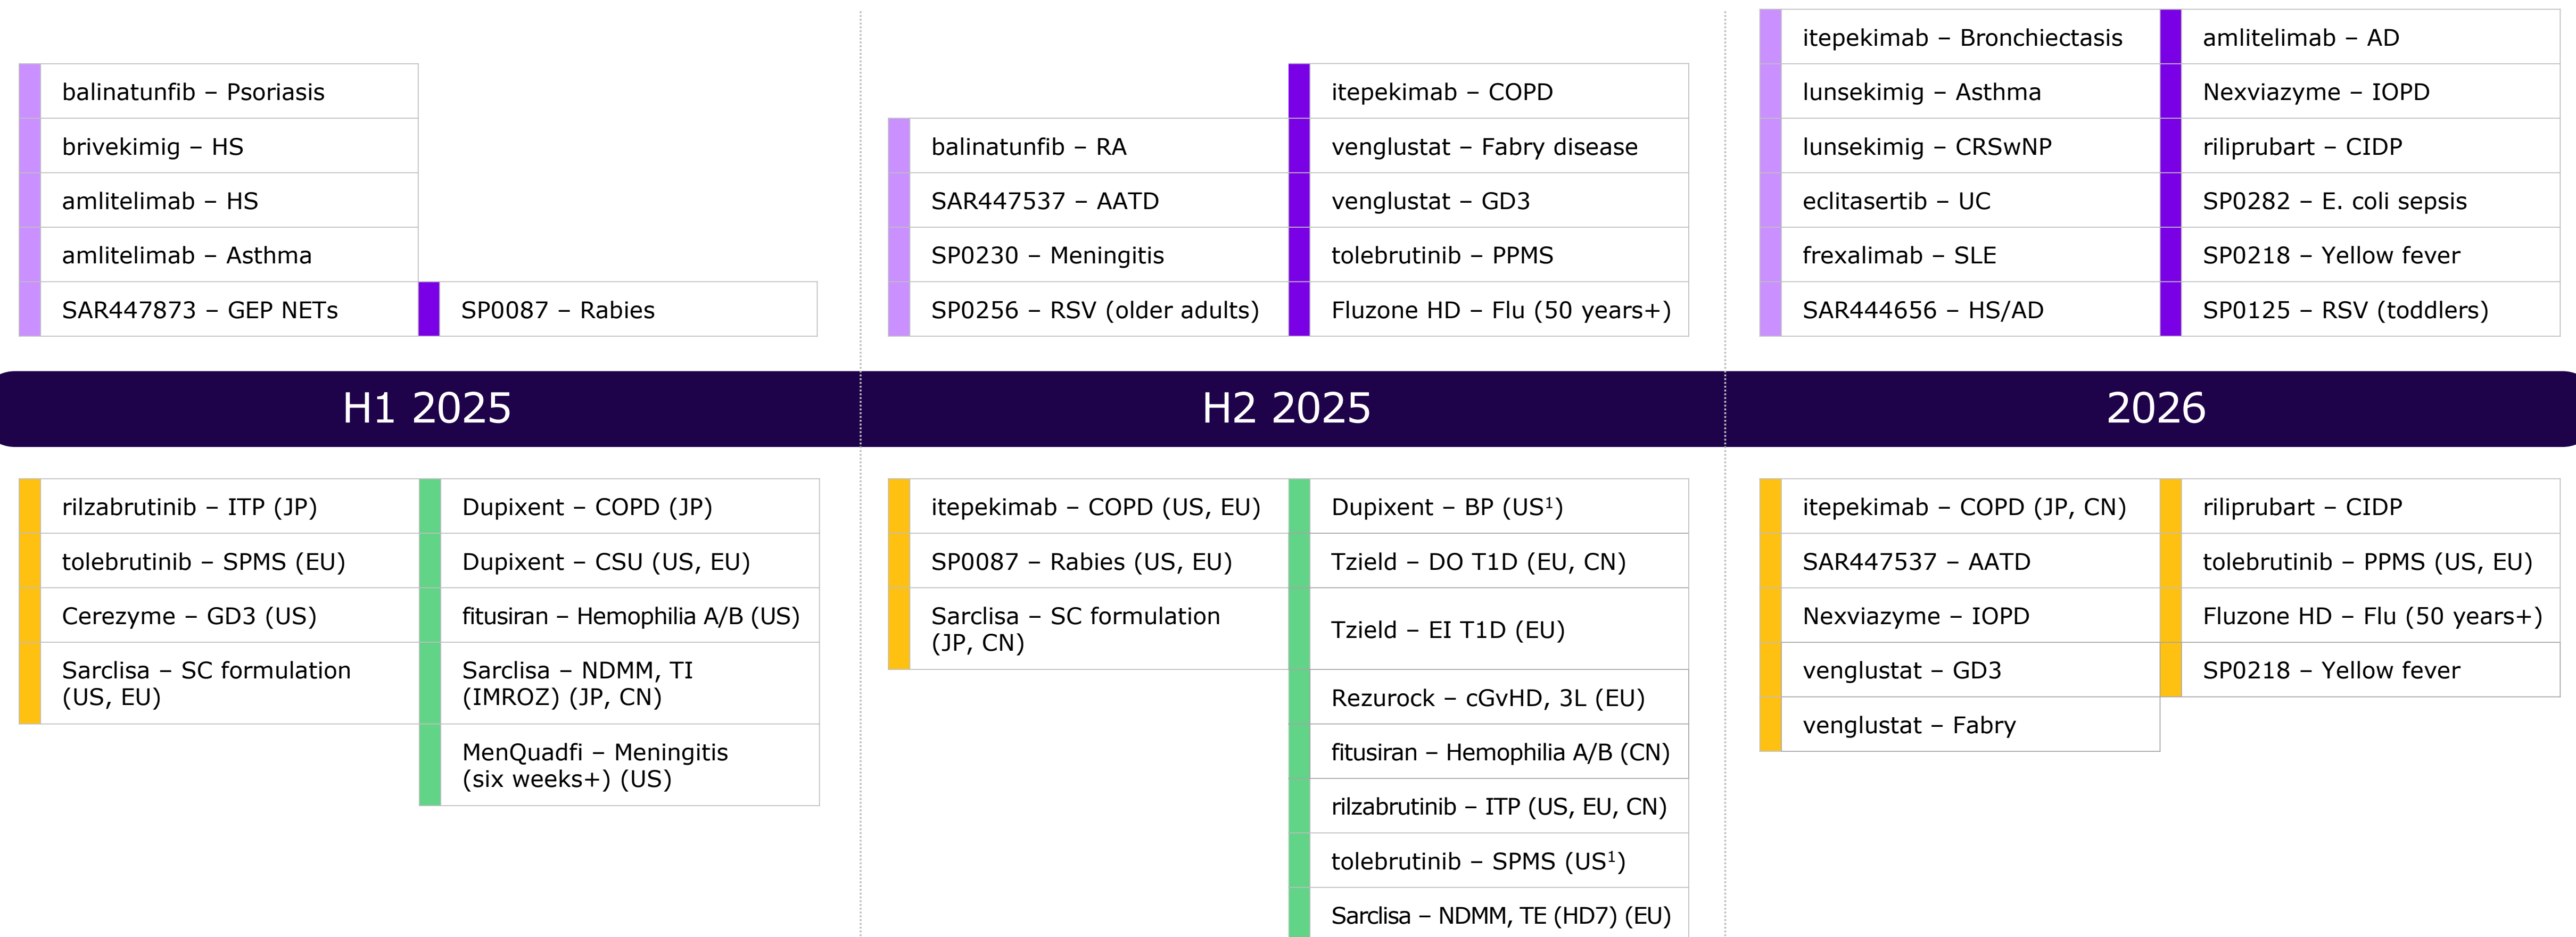 balinatunfib – Psoriasis
brivekimig – HS
amlitelimab – HS
amlitelimab – Asthma
SAR447873 – GEP NETs
SP0087 – Rabies
balinatunfib – RA
SAR447537 – AATD
SP0230 – Meningitis
SP0256 – RSV (older adults)
itepekimab – COPD
venglustat – Fabry disease
venglustat – GD3
tolebrutinib – PPMS
Fluzone HD – Flu (50 years+)
itepekimab – Bronchiectasis
lunsekimig – Asthma
lunsekimig – CRSwNP
eclitasertib – UC
frexalimab – SLE
SAR444656 – HS/AD
amlitelimab – AD
Nexviazyme – IOPD
riliprubart – CIDP
SP0282 – E. coli sepsis
SP0218 – Yellow fever
SP0125 – RSV (toddlers)
H1 2025
H2 2025
2026
rilzabrutinib – ITP (JP)
tolebrutinib – SPMS (EU)
Cerezyme – GD3 (US)
Sarclisa – SC formulation
(US, EU)
Dupixent – COPD (JP)
Dupixent – CSU (US, EU)
fitusiran – Hemophilia A/B (US)
Sarclisa – NDMM, TI
(IMROZ) (JP, CN)
MenQuadfi – Meningitis
(six weeks+) (US)
itepekimab – COPD (US, EU)
SP0087 – Rabies (US, EU)
Sarclisa – SC formulation
(JP, CN)
Dupixent – BP (US¹)
Tzield – DO T1D (EU, CN)
Tzield – EI T1D (EU)
Rezurock – cGvHD, 3L (EU)
fitusiran – Hemophilia A/B (CN)
rilzabrutinib – ITP (US, EU, CN)
tolebrutinib – SPMS (US¹)
Sarclisa – NDMM, TE (HD7) (EU)
itepekimab – COPD (JP, CN)
SAR447537 – AATD
Nexviazyme – IOPD
venglustat – GD3
venglustat – Fabry
riliprubart – CIDP
tolebrutinib – PPMS (US, EU)
Fluzone HD – Flu (50 years+)
SP0218 – Yellow fever